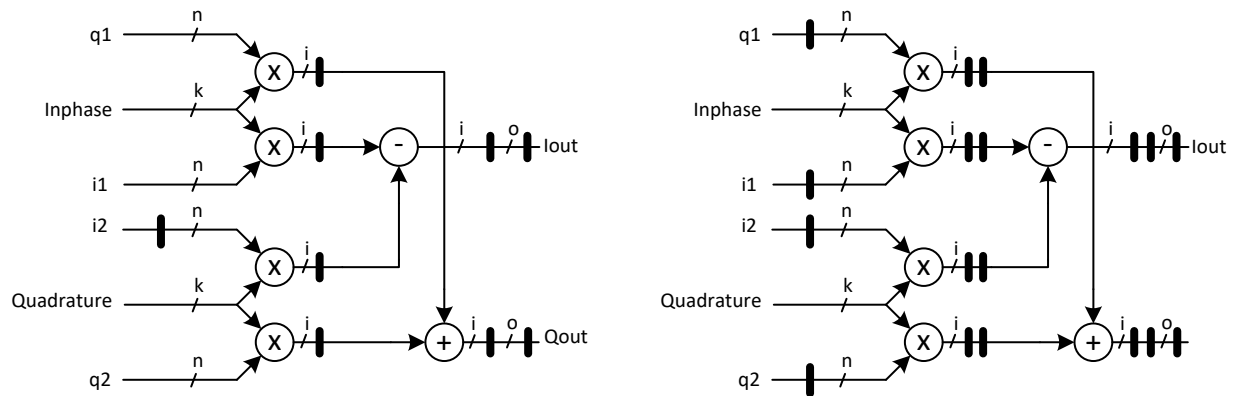 n
q1
x
i
Inphase
k
x
i
-
i
o
Iout
i1
n
i2
n
x
i
Quadrature
k
x
i
+
i
o
Qout
q2
n
n
q1
x
i
Inphase
k
x
i
-
i
o
Iout
i1
n
i2
n
x
i
Quadrature
k
x
i
+
i
o
q2
n